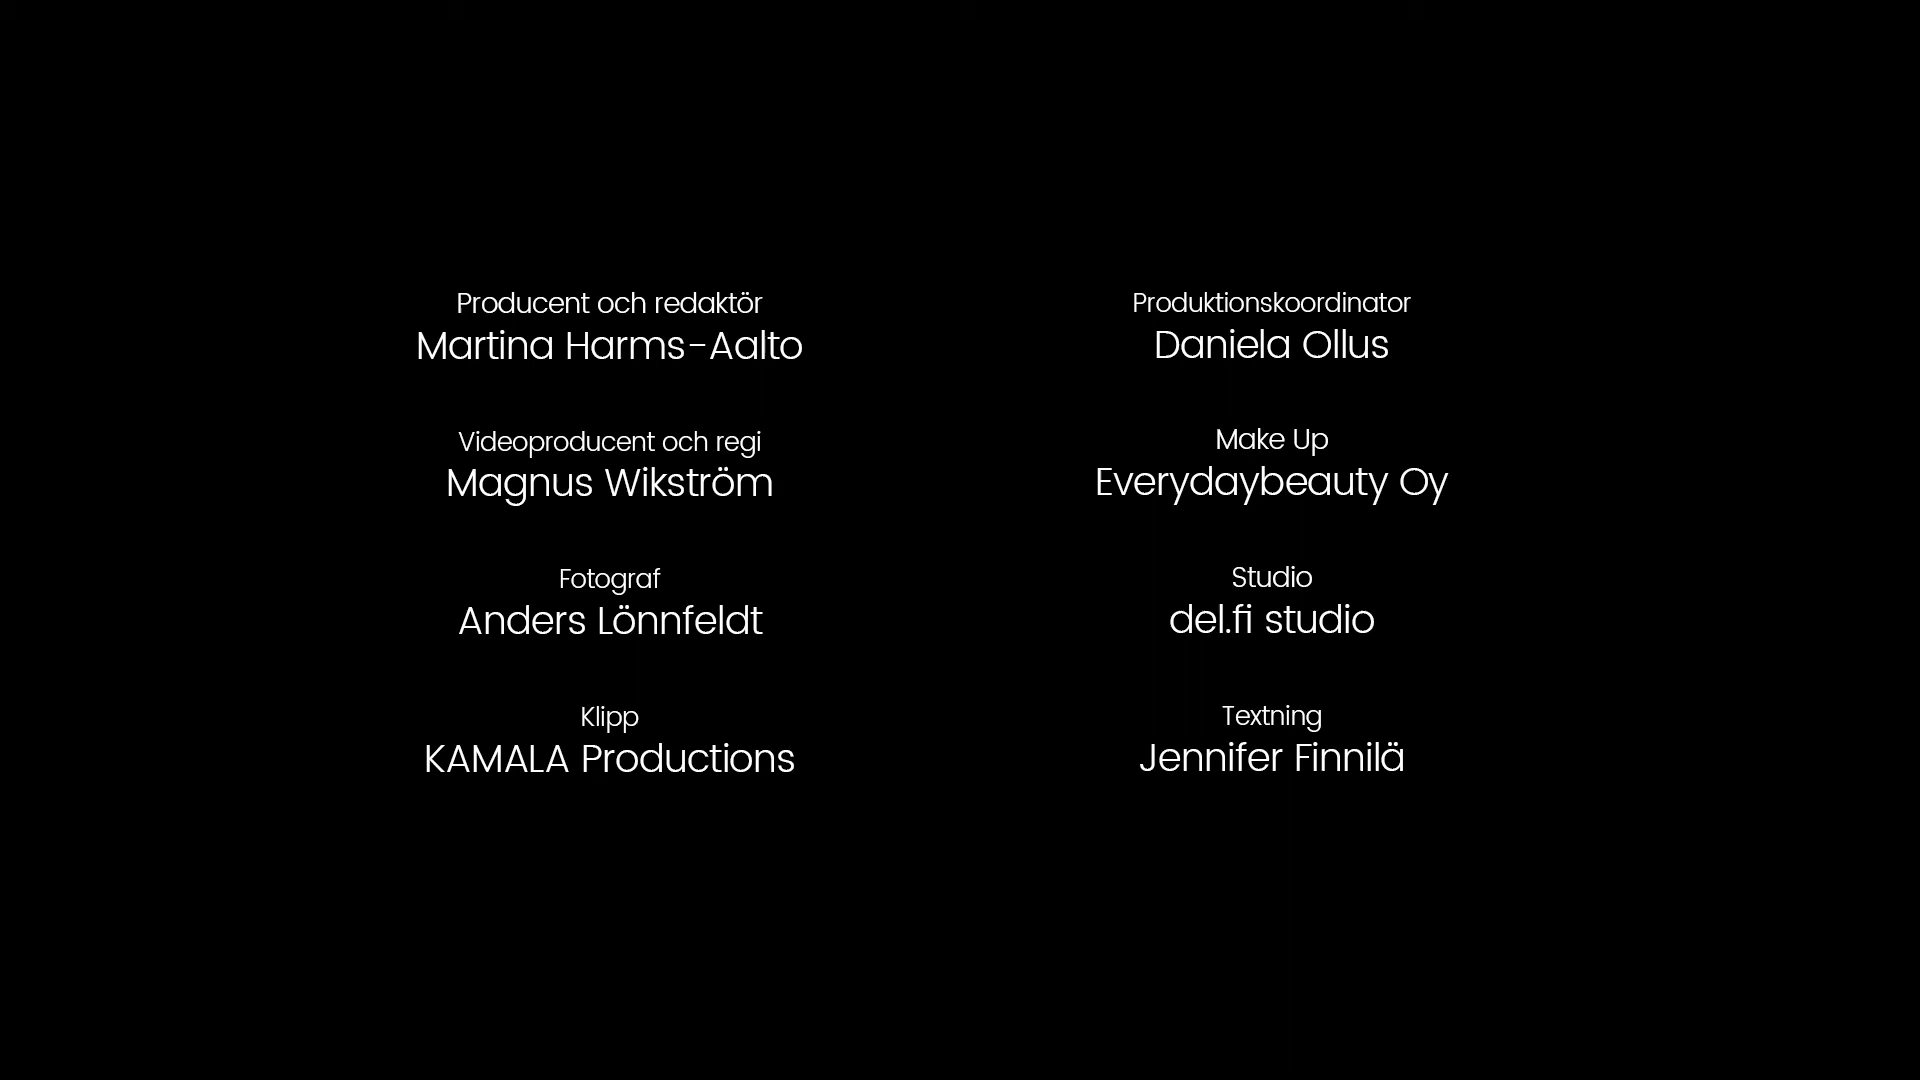 Producent och redaktör
Martina Harms-Aalto
Videoproducent och regi
Magnus Wikström
Fotograf
Anders Lönnfeldt
Klipp
KAMALA Productions
Produktionskoordinator
Daniela Ollus
Make Up
Everydaybeauty Oy
Studio
del.fi studio
Textning
Jennifer Finnilä